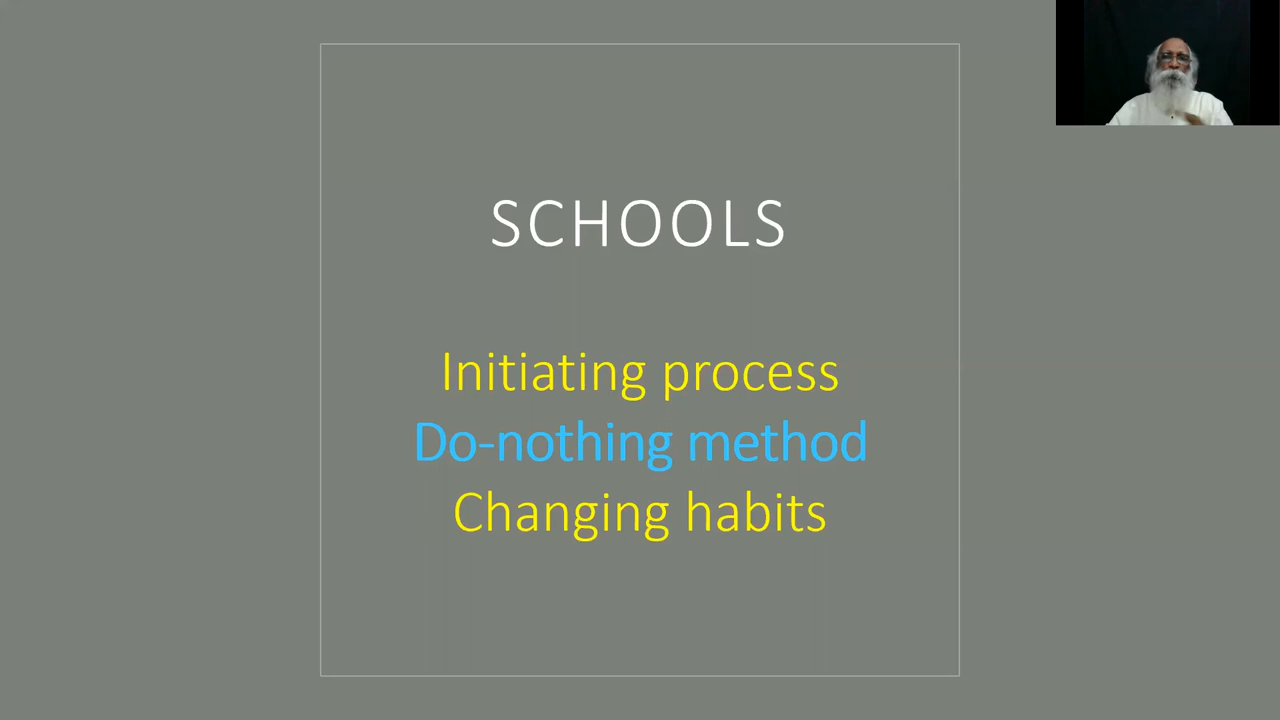 SCHOOLS
Initiating process
Do-nothing method
Changing habits